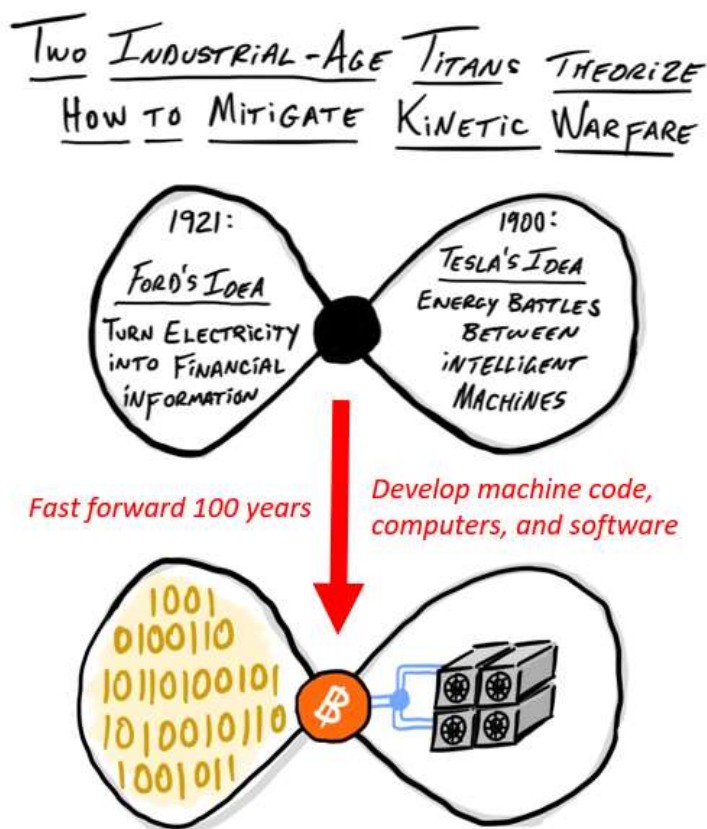 Two Industrial-Age Titans Theorize
How to Mitigate Kinetic Warfare
1921:
Ford's Idea
Turn Electricity
into Financial
information
1900:
Tesla's Idea
Energy Battles
Between
intelligent
Machines
Fast forward 100 years
Develop machine code,
computers, and software
1001
0100110
10110100101
1010010110
1001011
₿